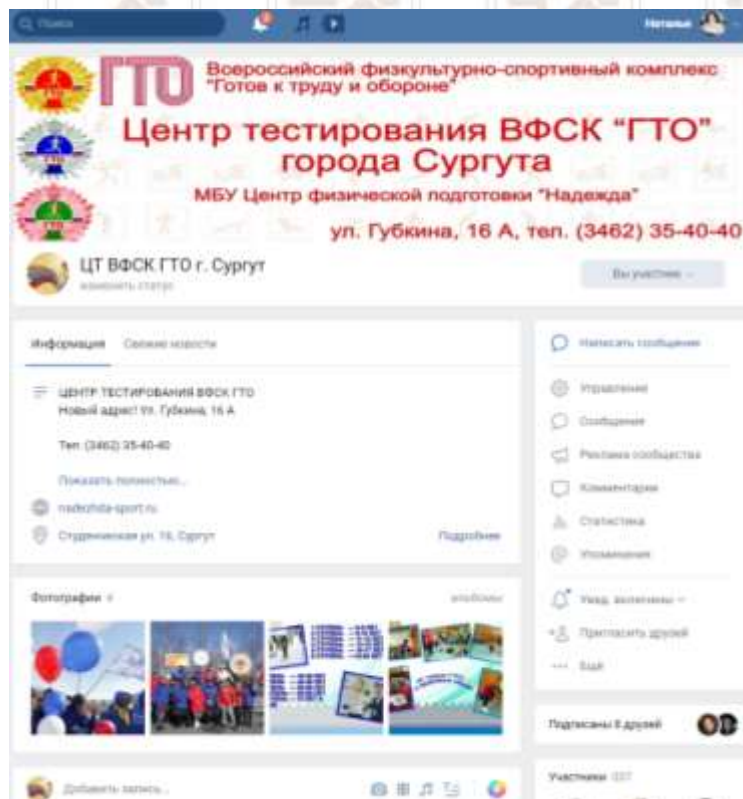 Поиск
Наталья
ГТО
Всероссийский физкультурно-спортивный комплекс
"Готов к труду и обороне"
Центр тестирования ВФСК "ГТО"
города Сургута
МБУ Центр физической подготовки "Надежда"
ул. Губкина, 16 А, тел. (3462) 35-40-40
ЦТ ВФСК ГТО г. Сургут
изменить статус
Вы участник
Информация
Свежие новости
ЦЕНТР ТЕСТИРОВАНИЯ ВФСК ГТО
Новый адрес! Ул. Губкина, 16 А
Тел: (3462) 35-40-40
Показать полностью...
nadezhda-sport.ru
Студенческая ул. 16, Сургут
Подробнее
Фотографии
альбомы
Добавить запись...
Написать сообщение
Управление
Сообщения
Реклама сообщества
Комментарии
Статистика
Упоминания
Увед. включены
Пригласить друзей
Ещё
Подписаны 8 друзей
Участники